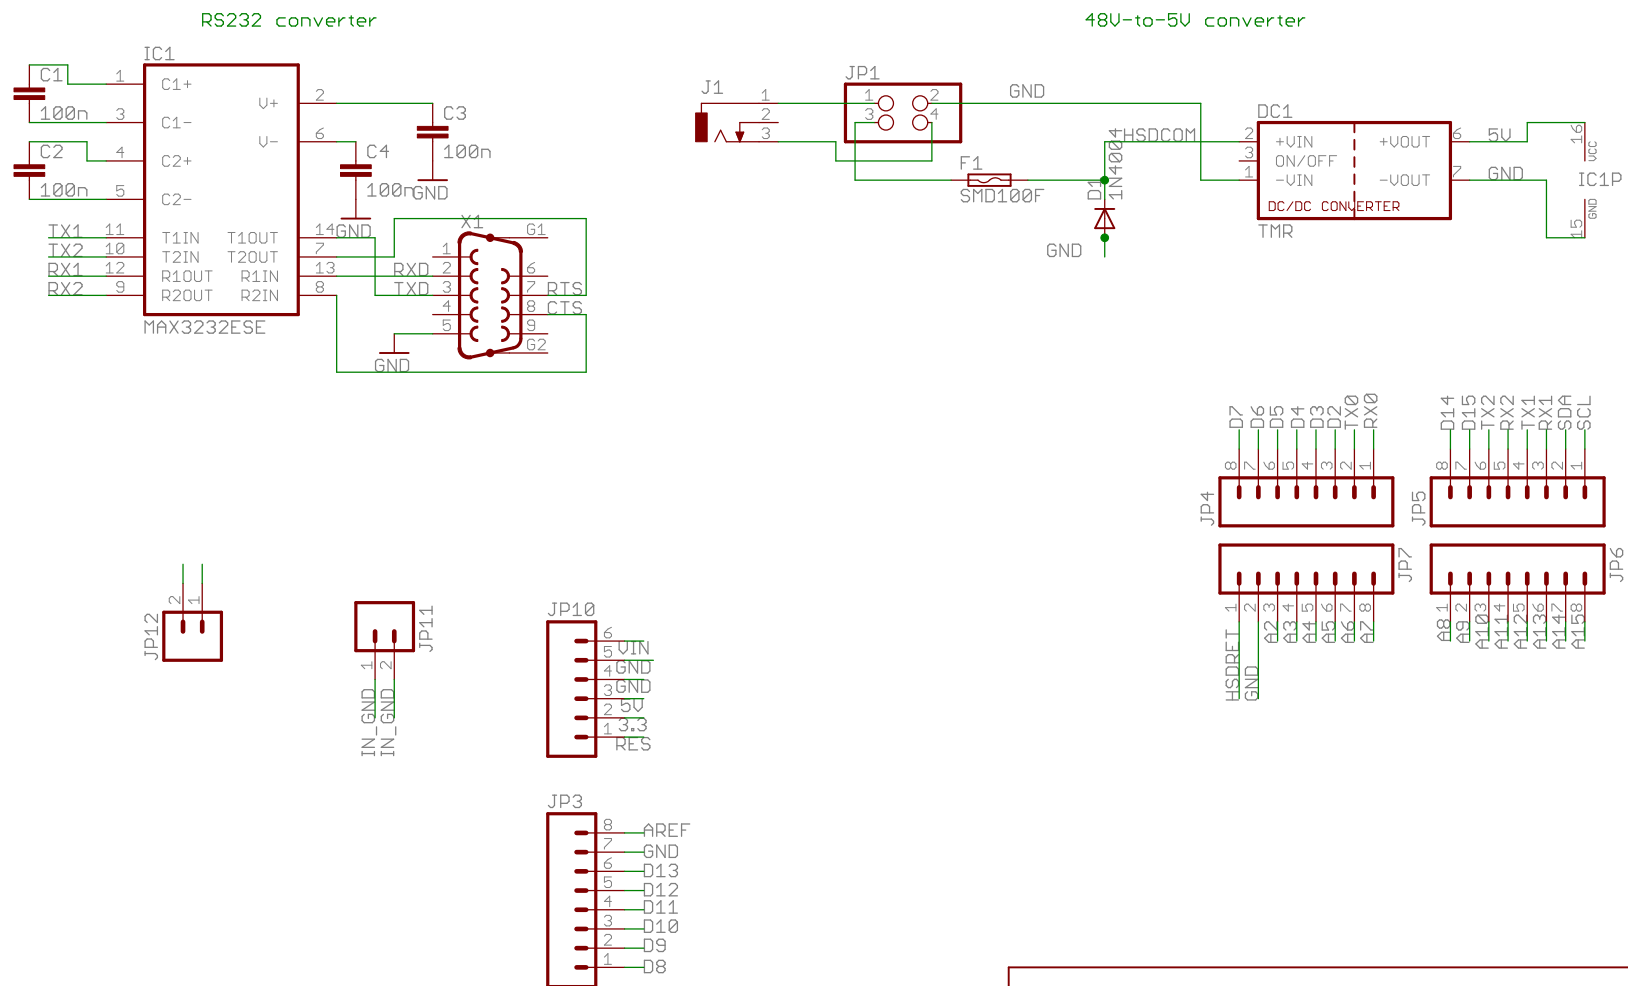 RS232 converter
48V-to-5V converter
IC1
C1
100n
C2
100n
1
3
4
5
11
10
12
9
C1+
C1-
C2+
C2-
T1IN
T2IN
R1OUT
R2OUT
V+
V-
T1OUT
T2OUT
R1IN
R2IN
2
6
14
7
13
8
TX1
TX2
RX1
RX2
MAX3232ESE
C3
100n
GND
C4
100n
GND
X1
G1
1
2
3
4
5
6
7
8
9
G2
RXD
TXD
RTS
CTS
GND
J1
1
2
3
JP1
1
2
3
4
GND
HSDCOM
F1
SMD100F
D1
1N4004
GND
DC1
2
3
1
+VIN
ON/OFF
-VIN
+VOUT
-VOUT
DC/DC CONVERTER
TMR
6
7
5V
GND
16
VCC
IC1P
GND
15
D7
D6
D5
D4
D3
D2
TX0
RX0
8
7
6
5
4
3
2
1
JP4
D14
D15
TX2
RX2
TX1
RX1
SDA
SCL
8
7
6
5
4
3
2
1
JP5
JP7
1
2
3
4
5
6
7
8
HSDRET
GND
A2
A3
A4
A5
A6
A7
JP6
1
2
3
4
5
6
7
8
A8
A9
A10
A11
A12
A13
A14
A15
JP12
2
1
JP11
1
2
IN_GND
IN_GND
JP10
6
5
4
3
2
1
VIN
GND
GND
5V
3.3
RES
JP3
8
7
6
5
4
3
2
1
AREF
GND
D13
D12
D11
D10
D9
D8